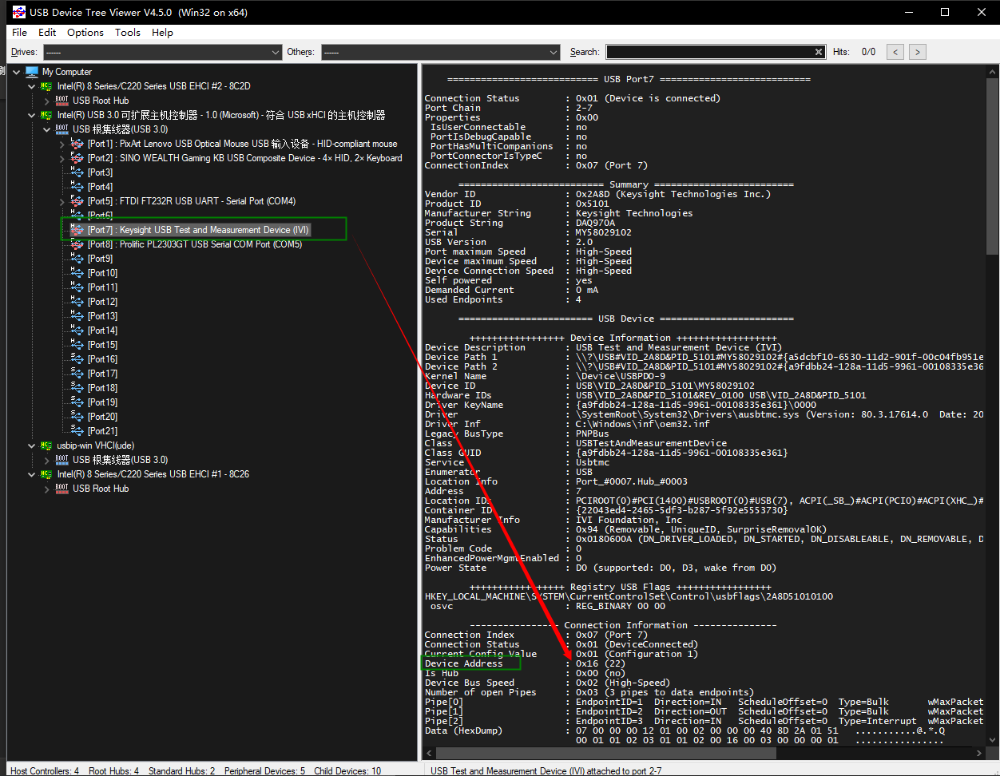 USB Device Tree Viewer V4.5.0  (Win32 on x64)
File  Edit  Options  Tools  Help
Drives: ------  Others: ------  Search:  Hits: 0/0  <  >
My Computer
Intel(R) 8 Series/C220 Series USB EHCI #2 - 8C2D
USB Root Hub
Intel(R) USB 3.0 可扩展主机控制器 - 1.0 (Microsoft) - 符合 USB xHCI 的主机控制器
USB 根集线器(USB 3.0)
[Port1] : PixArt Lenovo USB Optical Mouse USB 输入设备 - HID-compliant mouse
[Port2] : SINO WEALTH Gaming KB USB Composite Device - 4× HID, 2× Keyboard
[Port3]
[Port4]
[Port5] : FTDI FT232R USB UART - Serial Port (COM4)
[Port6]
[Port7] : Keysight USB Test and Measurement Device (IVI)
[Port8] : Prolific PL2303GT USB Serial COM Port (COM5)
[Port9]
[Port10]
[Port11]
[Port12]
[Port13]
[Port14]
[Port15]
[Port16]
[Port17]
[Port18]
[Port19]
[Port20]
[Port21]
usbip-win VHCI(ude)
USB 根集线器(USB 3.0)
Intel(R) 8 Series/C220 Series USB EHCI #1 - 8C26
USB Root Hub
=========================== USB Port7 ===========================
Connection Status : 0x01 (Device is connected)
Port Chain : 2-7
Properties : 0x00
IsUserConnectable : no
PortIsDebugCapable : no
PortHasMultiCompanions : no
PortConnectorIsTypeC : no
ConnectionIndex : 0x07 (Port 7)
========================== Summary =========================
Vendor ID : 0x2A8D (Keysight Technologies Inc.)
Product ID : 0x5101
Manufacturer String : Keysight Technologies
Product String : DAQ970A
Serial : MY58029102
USB Version : 2.0
Port maximum Speed : High-Speed
Device maximum Speed : High-Speed
Device Connection Speed : High-Speed
Self powered : yes
Demanded Current : 0 mA
Used Endpoints : 4
======================== USB Device ========================
+++++++++++++++++ Device Information ++++++++++++++++++
Device Description : USB Test and Measurement Device (IVI)
Device Path 1 : \\?\USB#VID_2A8D&PID_5101#MY58029102#{a5dcbf10-6530-11d2-901f-00c04fb951e
Device Path 2 : \\?\USB#VID_2A8D&PID_5101#MY58029102#{a9fdbb24-128a-11d5-9961-00108335e36
Kernel Name : \Device\USBPDO-9
Device ID : USB\VID_2A8D&PID_5101\MY58029102
Hardware IDs : USB\VID_2A8D&PID_5101&REV_0100 USB\VID_2A8D&PID_5101
Driver KeyName : {a9fdbb24-128a-11d5-9961-00108335e361}\0000
Driver : \SystemRoot\System32\Drivers\ausbtmc.sys (Version: 80.3.17614.0  Date: 20
Driver Inf : C:\Windows\inf\oem32.inf
Legacy BusType : PNPBus
Class : USBTestAndMeasurementDevice
Class GUID : {a9fdbb24-128a-11d5-9961-00108335e361}
Service : Usbtmc
Enumerator : USB
Location Info : Port_#0007.Hub_#0003
Address : 7
Location IDs : PCIROOT(0)#PCI(1400)#USBROOT(0)#USB(7), ACPI(_SB_)#ACPI(PCI0)#ACPI(XHC_)#
Container ID : {22043ed4-2465-5df3-b287-5f92e5553730}
Manufacturer Info : IVI Foundation, Inc
Capabilities : 0x94 (Removable, UniqueID, SurpriseRemovalOK)
Status : 0x0180600A (DN_DRIVER_LOADED, DN_STARTED, DN_DISABLEABLE, DN_REMOVABLE, D
Problem Code : 0
EnhancedPowerMgmtEnabled : 0
Power State : D0 (supported: D0, D3, wake from D0)
+++++++++++++++++ Registry USB Flags +++++++++++++++++
HKEY_LOCAL_MACHINE\SYSTEM\CurrentControlSet\Control\usbflags\2A8D51010100
osvc : REG_BINARY 00 00
---------------- Connection Information ---------------
Connection Index : 0x07 (Port 7)
Connection Status : 0x01 (DeviceConnected)
Current Config Value : 0x01 (Configuration 1)
Device Address : 0x16 (22)
Is Hub : 0x00 (no)
Device Bus Speed : 0x02 (High-Speed)
Number of open Pipes : 0x03 (3 pipes to data endpoints)
Pipe[0] : EndpointID=1  Direction=IN   ScheduleOffset=0  Type=Bulk       wMaxPacket
Pipe[1] : EndpointID=2  Direction=OUT  ScheduleOffset=0  Type=Bulk       wMaxPacket
Pipe[2] : EndpointID=3  Direction=IN   ScheduleOffset=0  Type=Interrupt  wMaxPacket
Data (HexDump) : 07 00 00 00 12 01 00 02 00 00 00 40 8D 2A 01 51   ...........@.*.Q
00 01 01 02 03 01 01 02 00 16 00 03 00 00 00 01   ................
Host Controllers: 4  Root Hubs: 4  Standard Hubs: 2  Peripheral Devices: 5  Child Devices: 10  USB Test and Measurement Device (IVI) attached to port 2-7